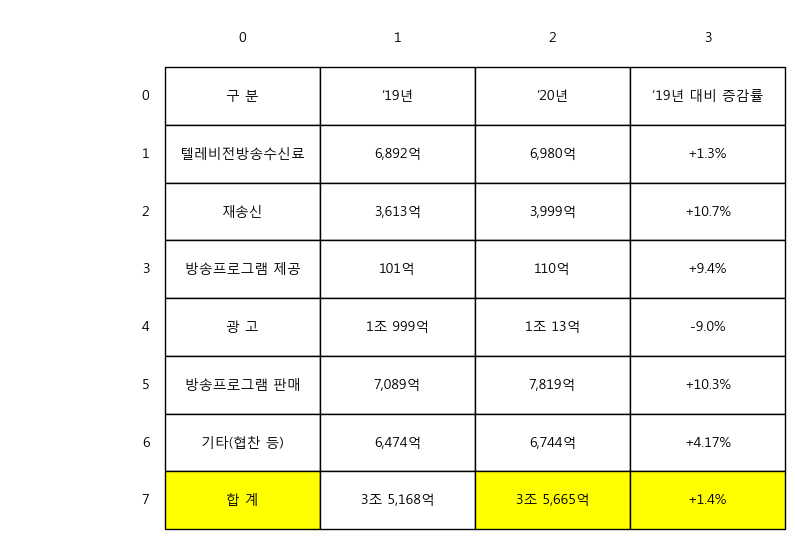 0 1 2 3
0 구 분 '19년 '20년 '19년 대비 증감률
1 텔레비전방송수신료 6,892억 6,980억 +1.3%
2 재송신 3,613억 3,999억 +10.7%
3 방송프로그램 제공 101억 110억 +9.4%
4 광 고 1조 999억 1조 13억 -9.0%
5 방송프로그램 판매 7,089억 7,819억 +10.3%
6 기타(협찬 등) 6,474억 6,744억 +4.17%
7 합 계 3조 5,168억 3조 5,665억 +1.4%